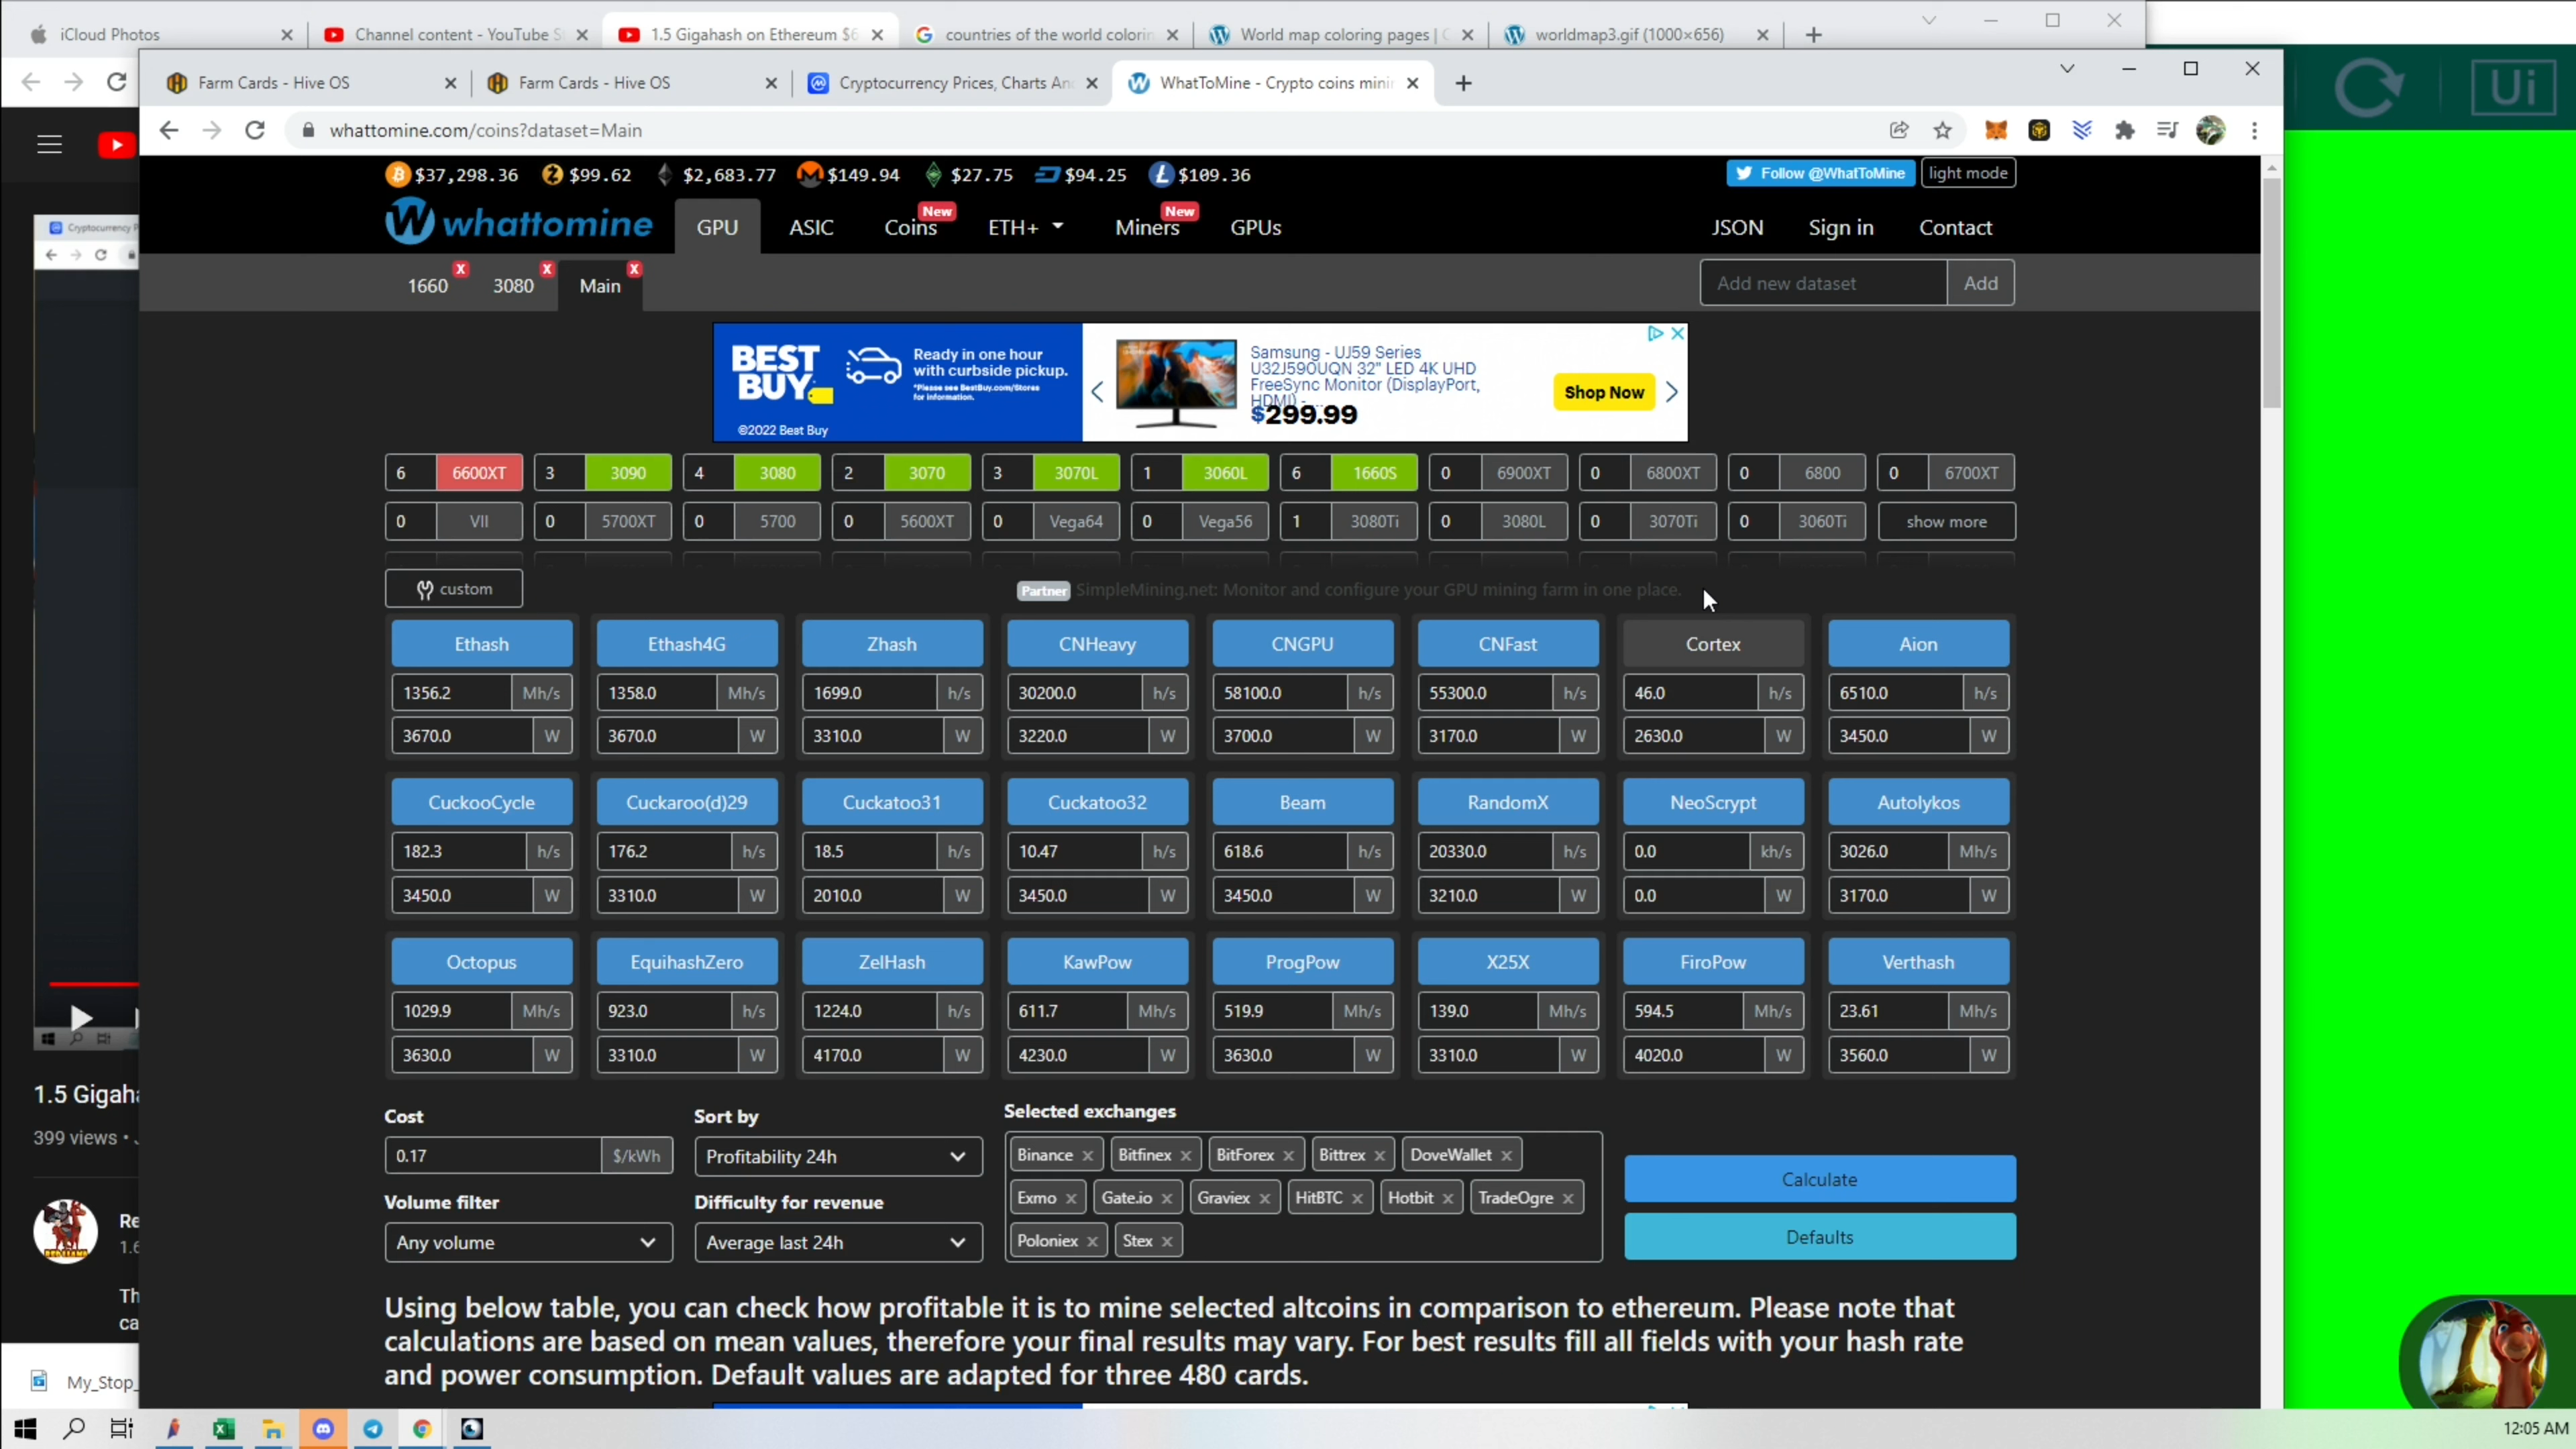 iCloud Photos
Channel content - YouTube S
1.5 Gigahash on Ethereum $6
countries of the world colorin
World map coloring pages | C
worldmap3.gif (1000×656)
Farm Cards - Hive OS
Farm Cards - Hive OS
Cryptocurrency Prices, Charts An
WhatToMine - Crypto coins minin
whattomine.com/coins?dataset=Main
Ui
$37,298.36 $99.62 $2,683.77 $149.94 $27.75 $94.25 $109.36
Follow @WhatToMine light mode
whattomine GPU ASIC Coins New ETH+ Miners New GPUs JSON Sign in Contact
Cryptocurrency P
1660 x 3080 x Main x Add new dataset Add
BEST BUY
Ready in one hour
with curbside pickup.
*Please see BestBuy.com/Stores
for information.
©2022 Best Buy
Samsung - UJ59 Series
U32J590UQN 32" LED 4K UHD
FreeSync Monitor (DisplayPort,
HDMI) - ...
$299.99
Shop Now
6 6600XT 3 3090 4 3080 2 3070 3 3070L 1 3060L 6 1660S 0 6900XT 0 6800XT 0 6800 0 6700XT
0 VII 0 5700XT 0 5700 0 5600XT 0 Vega64 0 Vega56 1 3080Ti 0 3080L 0 3070Ti 0 3060Ti show more
custom
Partner SimpleMining.net: Monitor and configure your GPU mining farm in one place.
Ethash Ethash4G Zhash CNHeavy CNGPU CNFast Cortex Aion
1356.2 Mh/s 1358.0 Mh/s 1699.0 h/s 30200.0 h/s 58100.0 h/s 55300.0 h/s 46.0 h/s 6510.0 h/s
3670.0 W 3670.0 W 3310.0 W 3220.0 W 3700.0 W 3170.0 W 2630.0 W 3450.0 W
CuckooCycle Cuckaroo(d)29 Cuckatoo31 Cuckatoo32 Beam RandomX NeoScrypt Autolykos
182.3 h/s 176.2 h/s 18.5 h/s 10.47 h/s 618.6 h/s 20330.0 h/s 0.0 kh/s 3026.0 Mh/s
3450.0 W 3310.0 W 2010.0 W 3450.0 W 3450.0 W 3210.0 W 0.0 W 3170.0 W
Octopus EquihashZero ZelHash KawPow ProgPow X25X FiroPow Verthash
1029.9 Mh/s 923.0 h/s 1224.0 h/s 611.7 Mh/s 519.9 Mh/s 139.0 Mh/s 594.5 Mh/s 23.61 Mh/s
3630.0 W 3310.0 W 4170.0 W 4230.0 W 3630.0 W 3310.0 W 4020.0 W 3560.0 W
1.5 Gigaha
399 views •
Re
1.6
Th
ca
Cost Sort by Selected exchanges
0.17 $/kWh Profitability 24h
Binance × Bitfinex × BitForex × Bittrex × DoveWallet ×
Exmo × Gate.io × Graviex × HitBTC × Hotbit × TradeOgre ×
Poloniex × Stex ×
Volume filter Difficulty for revenue
Any volume Average last 24h
Calculate
Defaults
Using below table, you can check how profitable it is to mine selected altcoins in comparison to ethereum. Please note that
calculations are based on mean values, therefore your final results may vary. For best results fill all fields with your hash rate
and power consumption. Default values are adapted for three 480 cards.
My_Stop_
12:05 AM